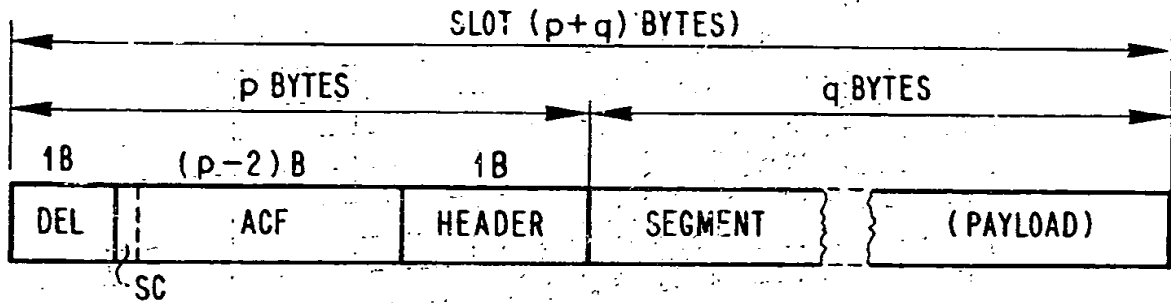 SLOT (p+q) BYTES)
p BYTES q BYTES
1B (p-2)B 1B
DEL ACF HEADER SEGMENT (PAYLOAD)
SC